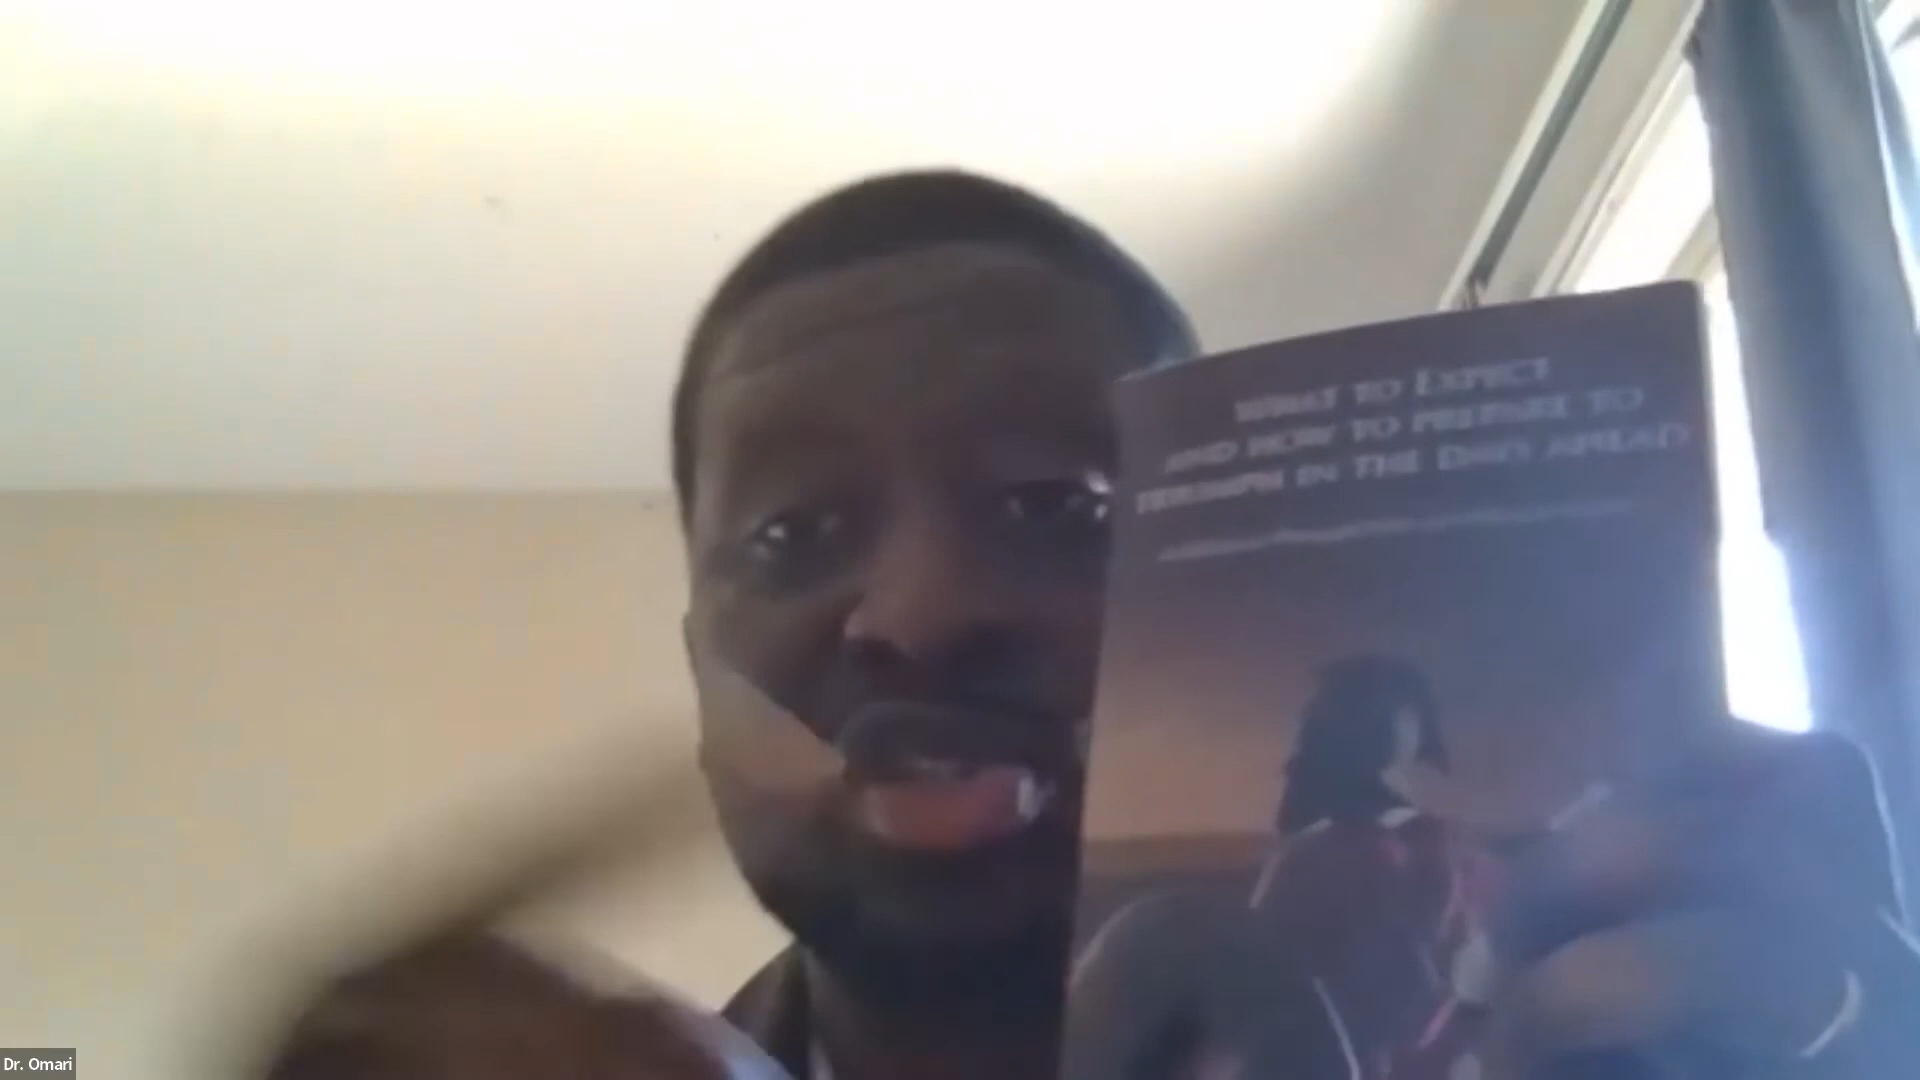 WHAT TO EXPECT
AND HOW TO PREPARE TO
TRIUMPH IN THE DAYS AHEAD
Dr. Omari